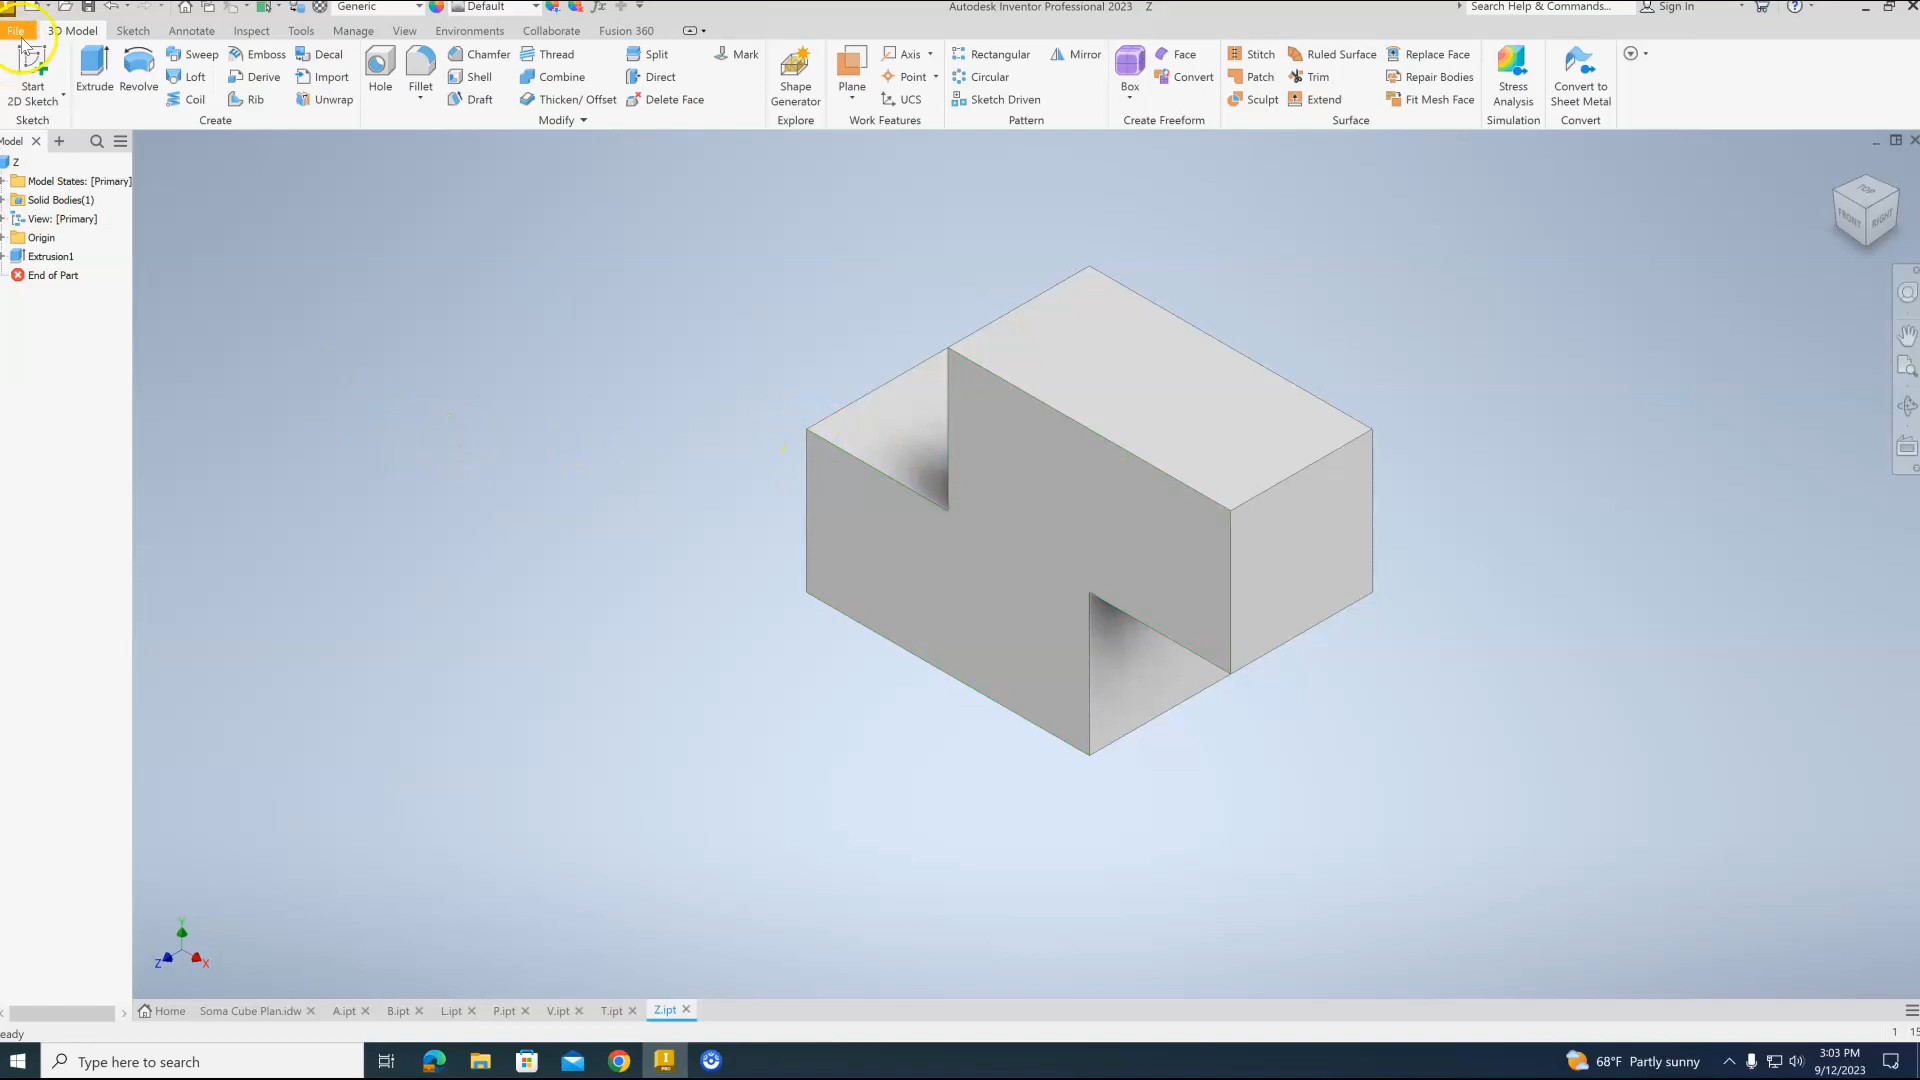 Generic
Default
Autodesk Inventor Professional 2023 Z
Search Help & Commands...
Sign In
File
3D Model
Sketch
Annotate
Inspect
Tools
Manage
View
Environments
Collaborate
Fusion 360
Start
2D Sketch
Extrude
Revolve
Sweep
Loft
Coil
Emboss
Derive
Rib
Decal
Import
Unwrap
Hole
Fillet
Chamfer
Shell
Draft
Thread
Combine
Thicken/ Offset
Split
Direct
Delete Face
Mark
Shape
Generator
Plane
Axis
Point
UCS
Rectangular
Circular
Sketch Driven
Mirror
Box
Face
Convert
Stitch
Patch
Sculpt
Ruled Surface
Trim
Extend
Replace Face
Repair Bodies
Fit Mesh Face
Stress
Analysis
Convert to
Sheet Metal
Sketch
Create
Modify
Explore
Work Features
Pattern
Create Freeform
Surface
Simulation
Convert
Model
Z
Model States: [Primary]
Solid Bodies(1)
View: [Primary]
Origin
Extrusion1
End of Part
TOP
FRONT
RIGHT
Y
Z
X
Home
Soma Cube Plan.idw
A.ipt
B.ipt
L.ipt
P.ipt
V.ipt
T.ipt
Z.ipt
eady
1 15
Type here to search
PRO
68°F Partly sunny
3:03 PM
9/12/2023